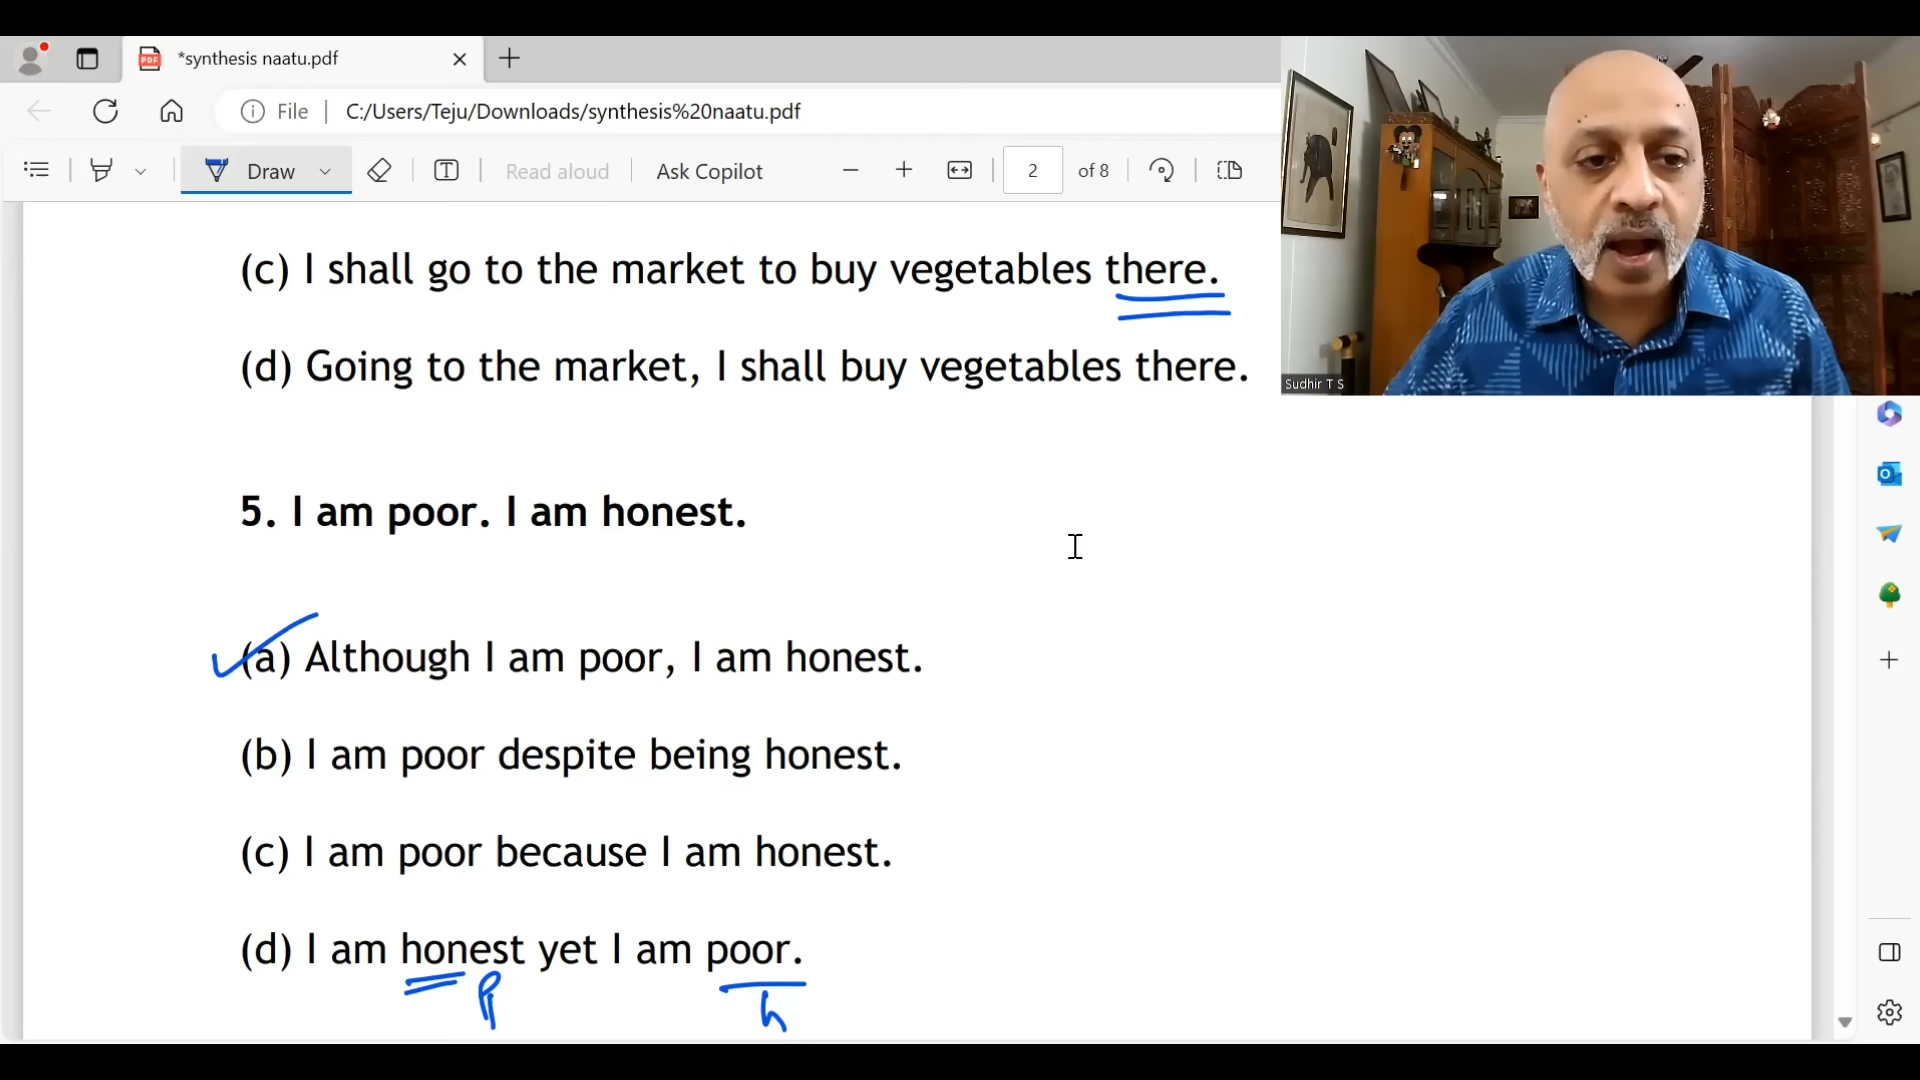 *synthesis naatu.pdf
File | C:/Users/Teju/Downloads/synthesis%20naatu.pdf
Draw Read aloud Ask Copilot 2 of 8
(c) I shall go to the market to buy vegetables there.
(d) Going to the market, I shall buy vegetables there.
Sudhir T S
5. I am poor. I am honest.
(a) Although I am poor, I am honest.
(b) I am poor despite being honest.
(c) I am poor because I am honest.
(d) I am honest yet I am poor.
p h